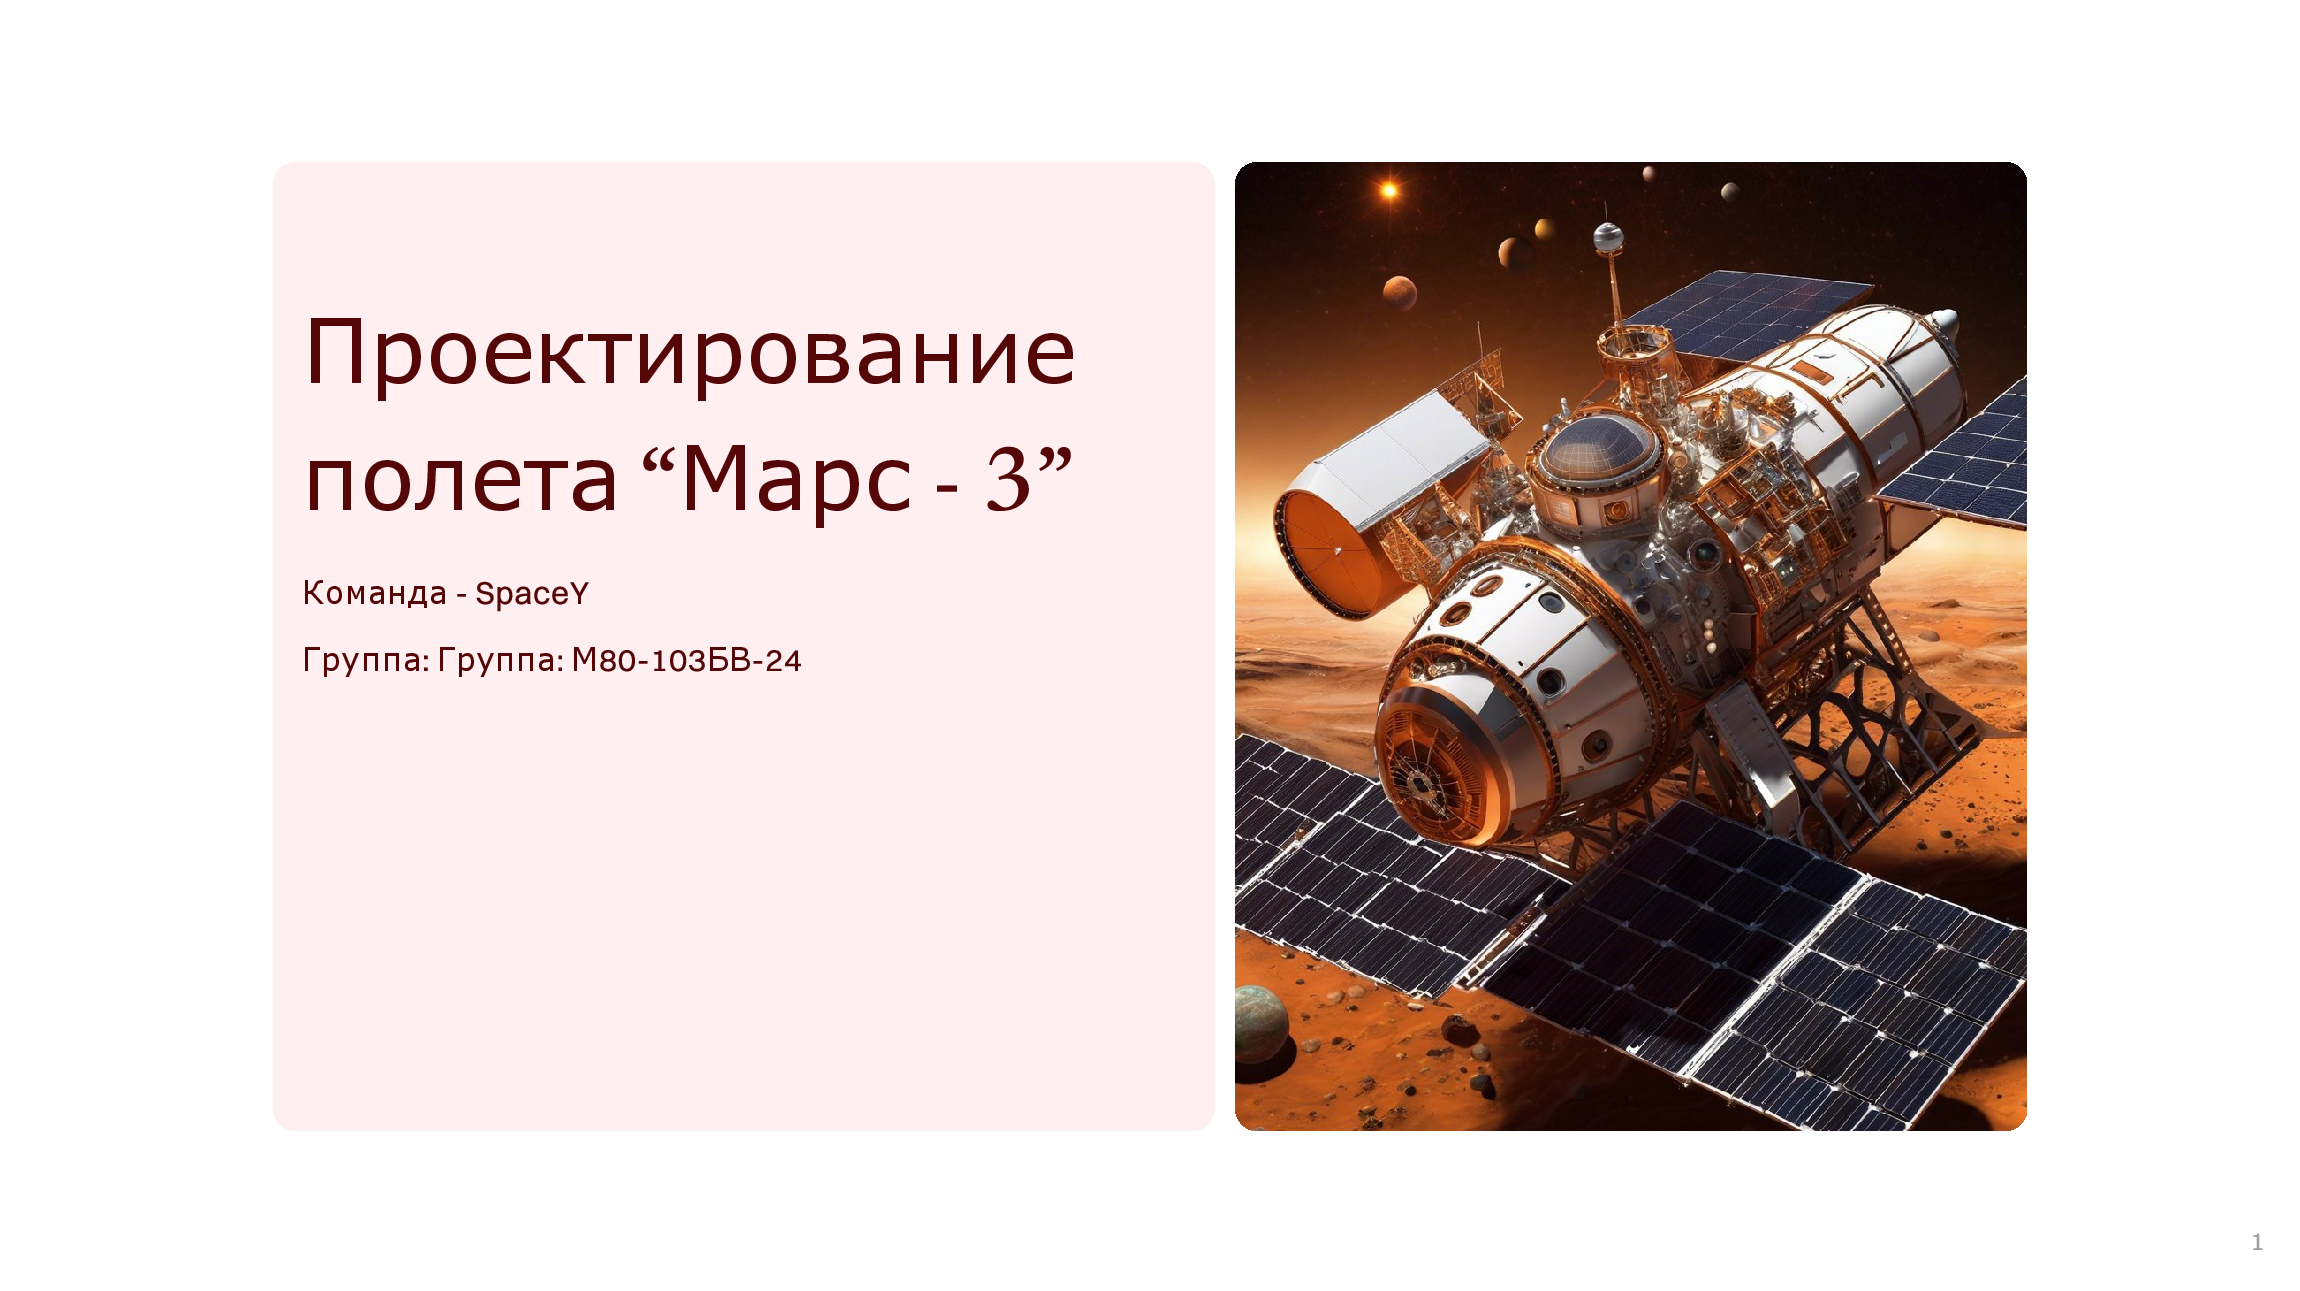 Проектирование
полета “Марс - 3”
Команда - SpaceY
Группа: Группа: М80-103БВ-24
1